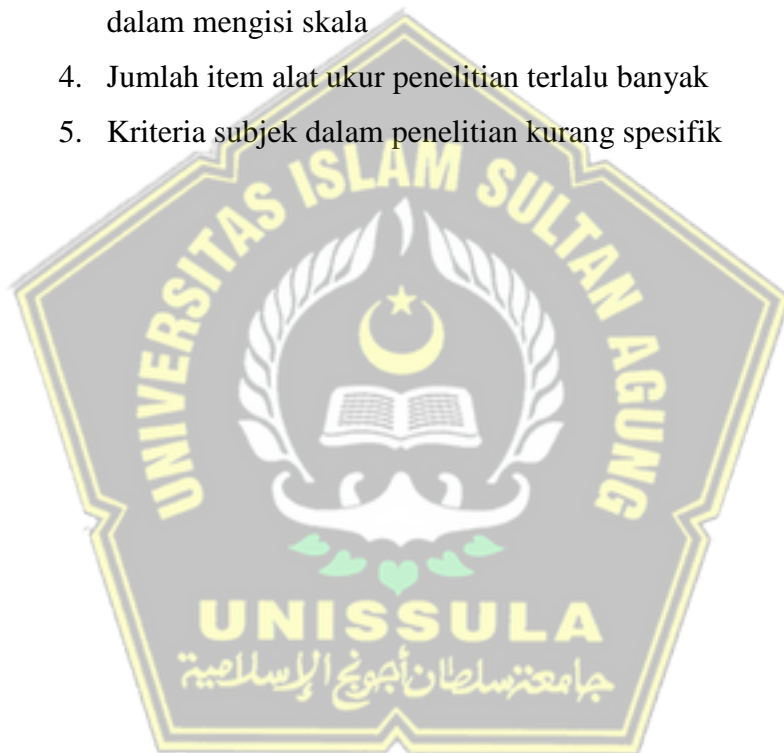 dalam mengisi skala
4. Jumlah item alat ukur penelitian terlalu banyak
5. Kriteria subjek dalam penelitian kurang spesifik
UNIVERSITAS ISLAM SULTAN AGUNG
UNISSULA
جامعة سلطان أجونج الإسلامية